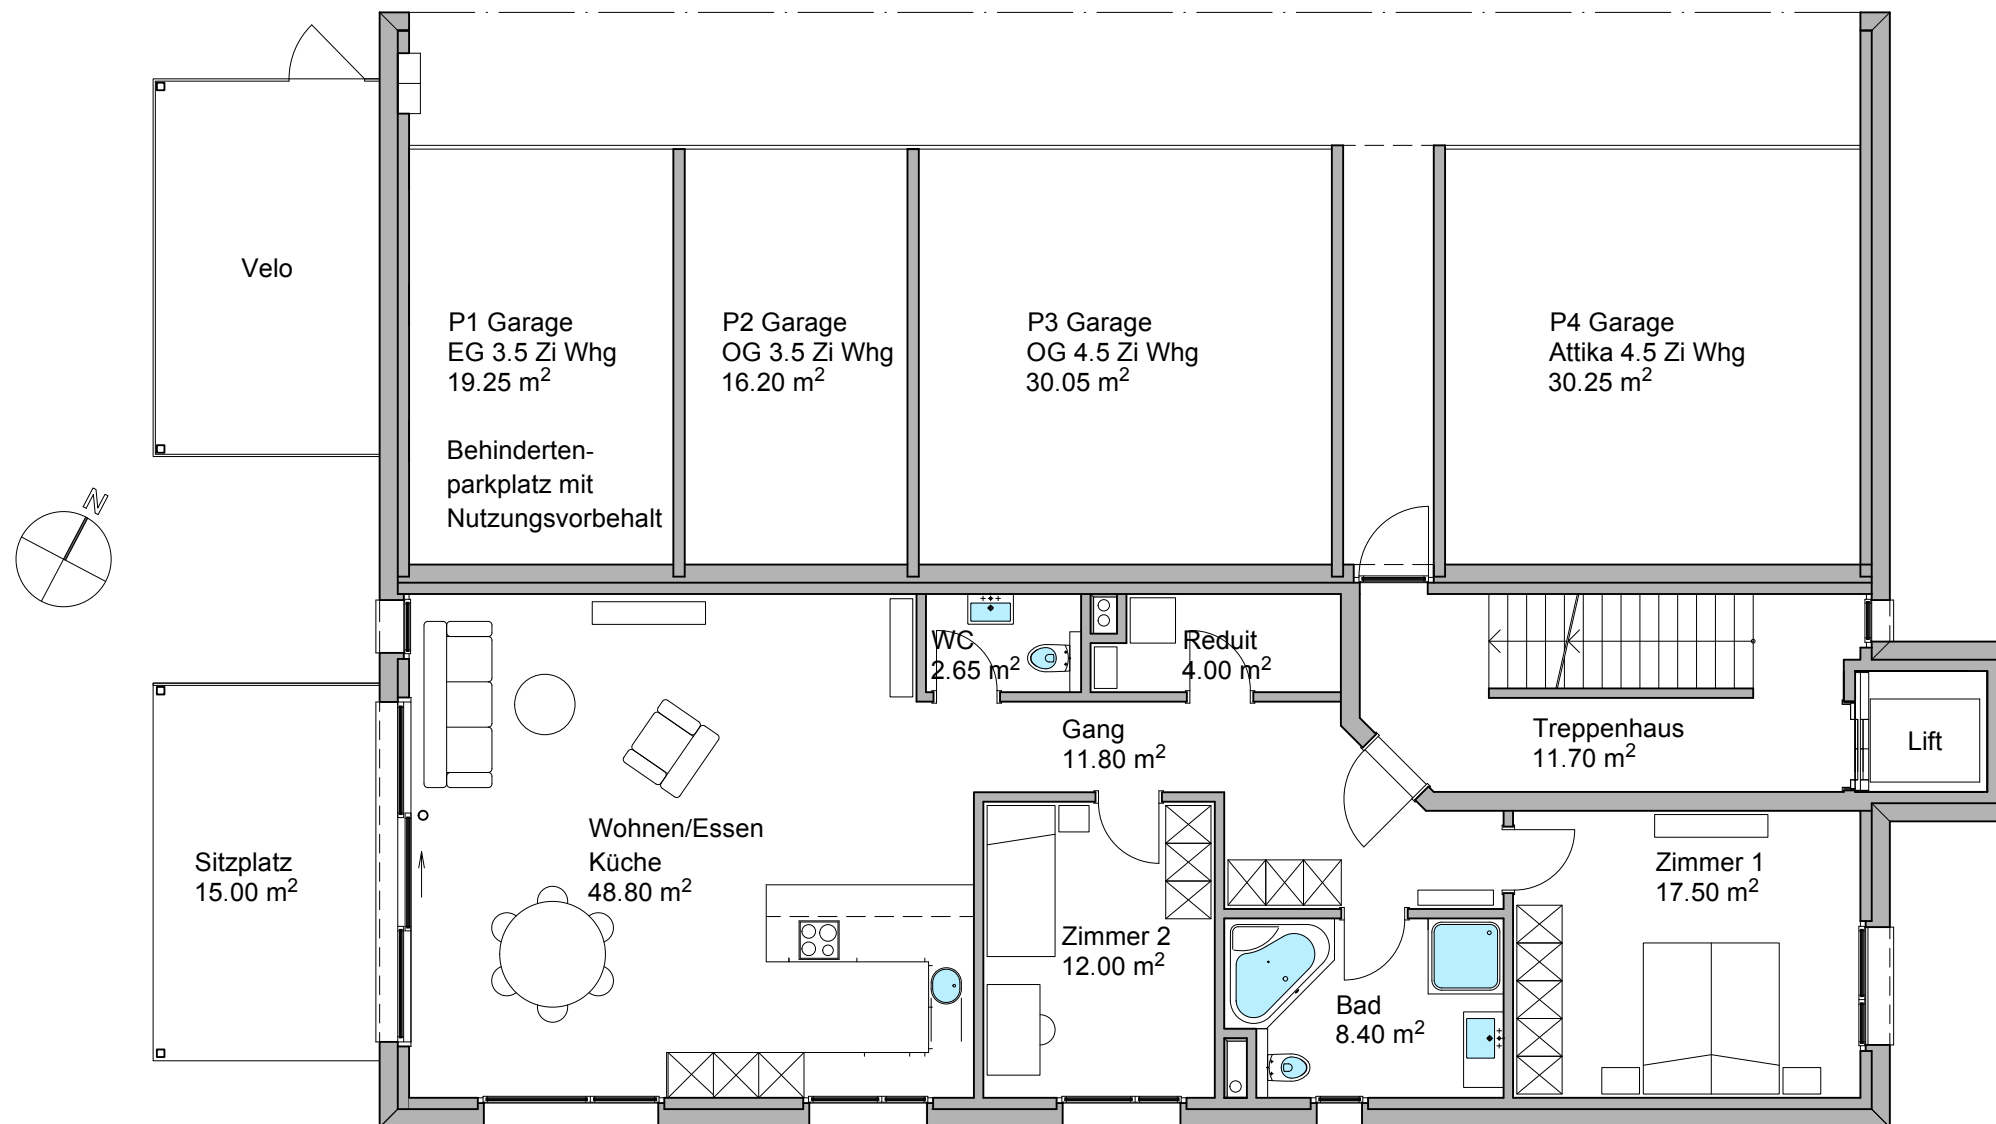 Velo
P1 Garage
EG 3.5 Zi Whg
19.25 m²
Behinderten-
parkplatz mit
Nutzungsvorbehalt
P2 Garage
OG 3.5 Zi Whg
16.20 m²
P3 Garage
OG 4.5 Zi Whg
30.05 m²
P4 Garage
Attika 4.5 Zi Whg
30.25 m²
N
WC
2.65 m²
Reduit
4.00 m²
Gang
11.80 m²
Treppenhaus
11.70 m²
Lift
Sitzplatz
15.00 m²
Wohnen/Essen
Küche
48.80 m²
Zimmer 2
12.00 m²
Bad
8.40 m²
Zimmer 1
17.50 m²